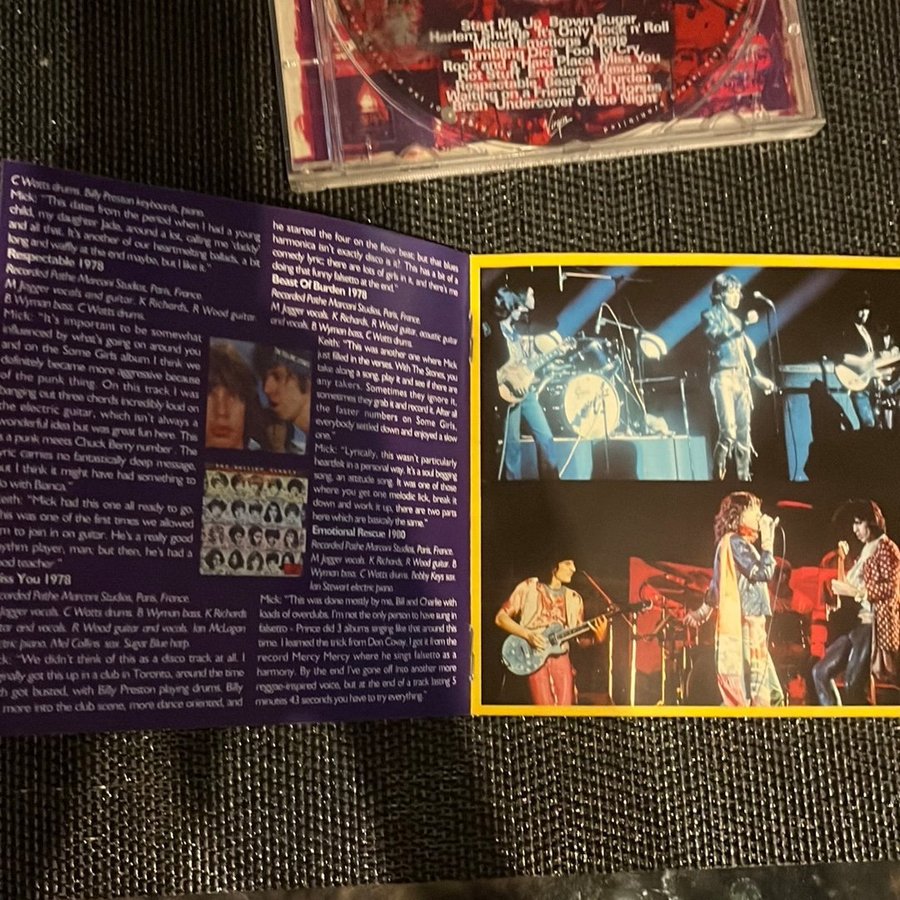 Start Me Up, Brown Sugar
Harlem Shuffle, It's Only Rock n' Roll
Mixed Emotions, Angie
Tumbling Dice, Fool To Cry
Rock and a Hard Place, Miss You
Hot Stuff, Emotional Rescue
Respectable, Beast of Burden
Waiting on a Friend, Wild Horses
Bitch, Undercover of the Night
Virgin
C Watts drums. Billy Preston keyboards, piano.
Mick: "This dates from the period when I had a young
child, my daughter Jade, around a lot, calling me 'daddy'
and all that. It's another of our heartmelting ballads, a bit
long and waffly at the end maybe, but I like it."
Respectable 1978
Recorded Pathe Marconi Studios, Paris, France.
M Jagger vocals and guitar. K Richards, R Wood guitar.
B Wyman bass. C Watts drums.
Mick: "It's important to be somewhat
influenced by what's going on around you
and on the Some Girls album I think we
definitely became more aggressive because
of the punk thing. On this track I was
banging out three chords incredibly loud on
the electric guitar, which isn't always a
wonderful idea but was great fun here. This
is a punk meets Chuck Berry number. The
yric carries no fantastically deep message,
ut I think it might have had something to
o with Bianca."
eith: "Mick had this one all ready to go.
his was one of the first times we allowed
m to join in on guitar. He's a really good
hythm player, man; but then, he's had a
ood teacher."
iss You 1978
corded Pathe Marconi Studios, Paris, France.
Jagger vocals. C Watts drums. B Wyman bass. K Richards
tar and vocals. R Wood guitar and vocals. Ian McLagan
ctric piano. Mel Collins sax. Sugar Blue harp.
ck: "We didn't think of this as a disco track at all. I
ginally got this up in a club in Toronto, around the time
th got busted, with Billy Preston playing drums. Billy
more into the club scene, more dance oriented, and
he started the four on the floor beat; but that blues
harmonica isn't exactly disco is it? This has a bit of a
comedy lyric; there are lots of girls in it, and there's me
doing that funny falsetto at the end."
Beast Of Burden 1978
Recorded Pathe Marconi Studios, Paris, France.
M Jagger vocals. K Richards, R Wood guitar, acoustic guitar
and vocals. B Wyman bass. C Watts drums.
Keith: "This was another one where Mick
just filled in the verses. With The Stones, you
take along a song, play it and see if there are
any takers. Sometimes they ignore it,
sometimes they grab it and record it. After all
the faster numbers on Some Girls,
everybody settled down and enjoyed a slow
one."
Mick: "Lyrically, this wasn't particularly
heartfelt in a personal way. It's a soul begging
song, an attitude song. It was one of those
where you get one melodic lick, break it
down and work it up, there are two parts
here which are basically the same."
Emotional Rescue 1980
Recorded Pathe Marconi Studios, Paris, France.
M Jagger vocals. K Richards, R Wood guitar. B
Wyman bass. C Watts drums. Bobby Keys sax.
Ian Stewart electric piano
Mick: "This was done mostly by me, Bill and Charlie with
loads of overdubs. I'm not the only person to have sung in
falsetto - Prince did 3 albums singing like that around this
time. I learned the trick from Don Covay. I got it from the
record Mercy Mercy where he sings falsetto as a
harmony. By the end I've gone off into another more
reggae-inspired voice, but at the end of a track lasting 5
minutes 43 seconds you have to try everything."
THE ROLLING STONES